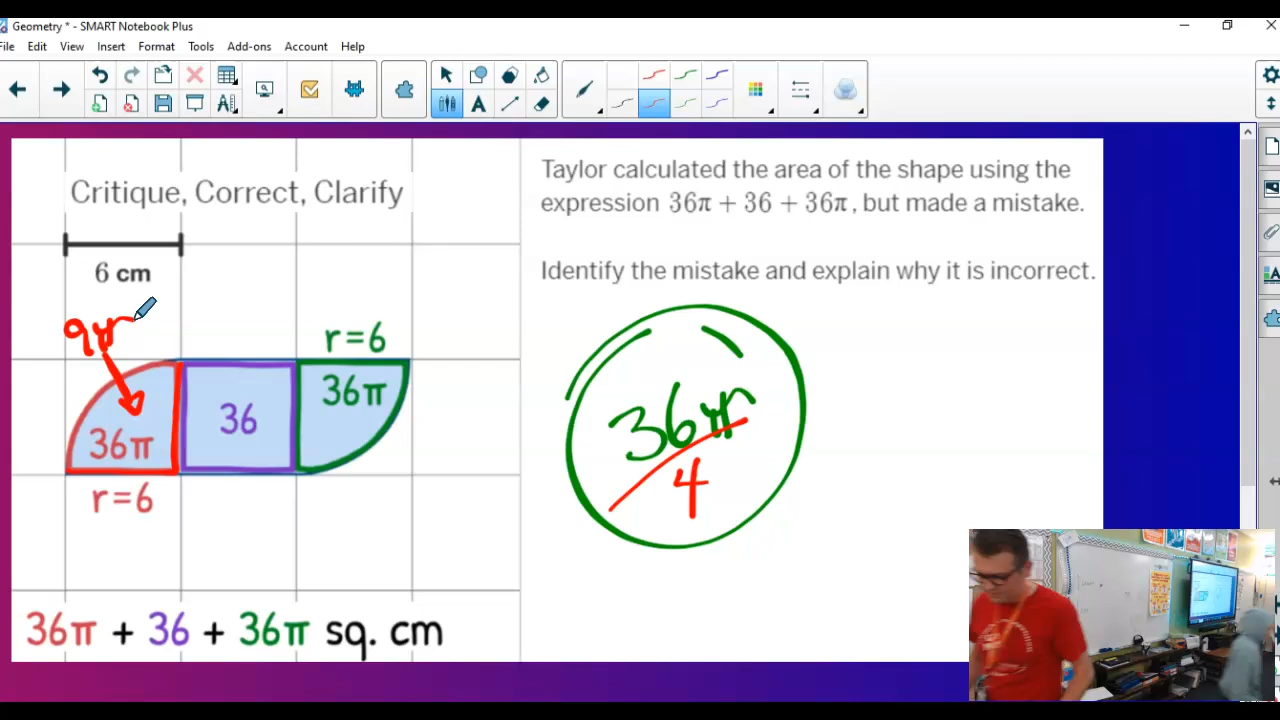 Geometry * - SMART Notebook Plus
File Edit View Insert Format Tools Add-ons Account Help
Critique, Correct, Clarify
6 cm
9π
r=6
36π
36
36π
r=6
36π + 36 + 36π sq. cm
Taylor calculated the area of the shape using the
expression 36π + 36 + 36π, but made a mistake.
Identify the mistake and explain why it is incorrect.
36π
4